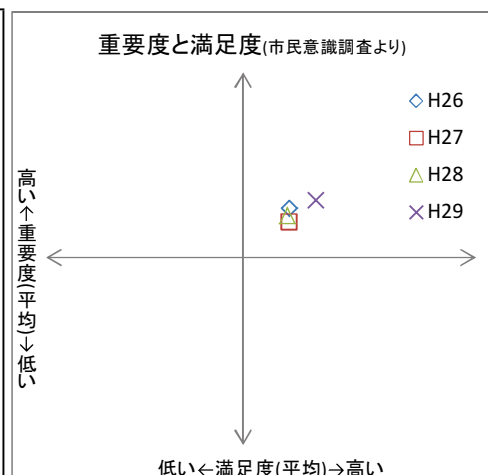 重要度と満足度(市民意識調査より)
H26
H27
H28
H29
高い←重要度(平均)→低い
低い←満足度(平均)→高い